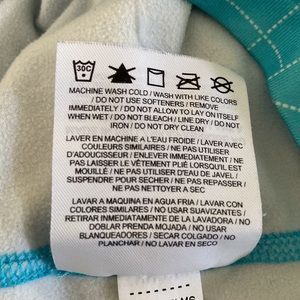 30C
MACHINE WASH COLD / WASH WITH LIKE COLORS
/ DO NOT USE SOFTENERS / REMOVE
IMMEDIATELY / DO NOT ALLOW TO LAY ON ITSELF
WHEN WET / DO NOT BLEACH / LINE DRY / DO NOT
IRON / DO NOT DRY CLEAN
LAVER EN MACHINE A L'EAU FROIDE / LAVER AVEC
COULEURS SIMILAIRES / NE PAS UTILISER
D'ADOUCISSEUR / ENLEVER IMMEDIATEMENT / NE
PAS LAISSER LE VÊTEMENT PLIÉ LORSQU'IL EST
MOUILLÉ / NE PAS UTILISER D'EAU DE JAVEL /
SUSPENDRE POUR SÉCHER / NE PAS REPASSER /
NE PAS NETTOYER A SEC
LAVAR A MAQUINA EN AGUA FRIA / LAVAR CON
COLORES SIMILARES / NO USAR SUAVIZANTES /
RETIRAR INMEDIATAMENTE DE LA LAVADORA / NO
DOBLAR PRENDA MOJADA / NO USAR
BLANQUEADORES / SECAR COLGADO / NO
PLANCHAR / NO LAVAR EN SECO